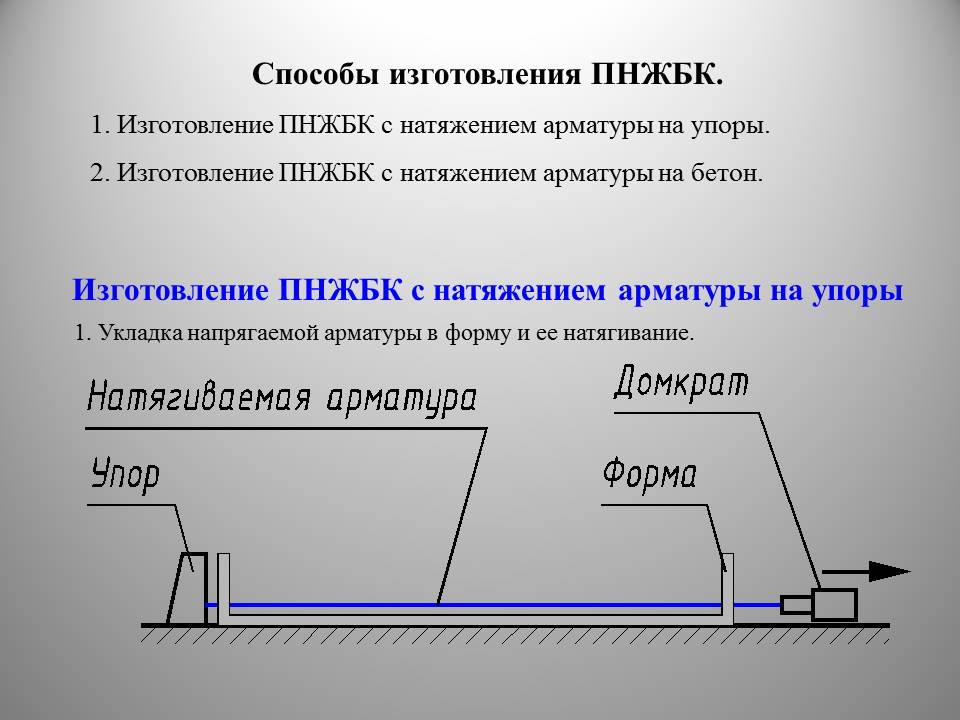 Способы изготовления ПНЖБК.
1. Изготовление ПНЖБК с натяжением арматуры на упоры.
2. Изготовление ПНЖБК с натяжением арматуры на бетон.
Изготовление ПНЖБК с натяжением арматуры на упоры
1. Укладка напрягаемой арматуры в форму и ее натягивание.
Натягиваемая арматура
Домкрат
Упор
Форма